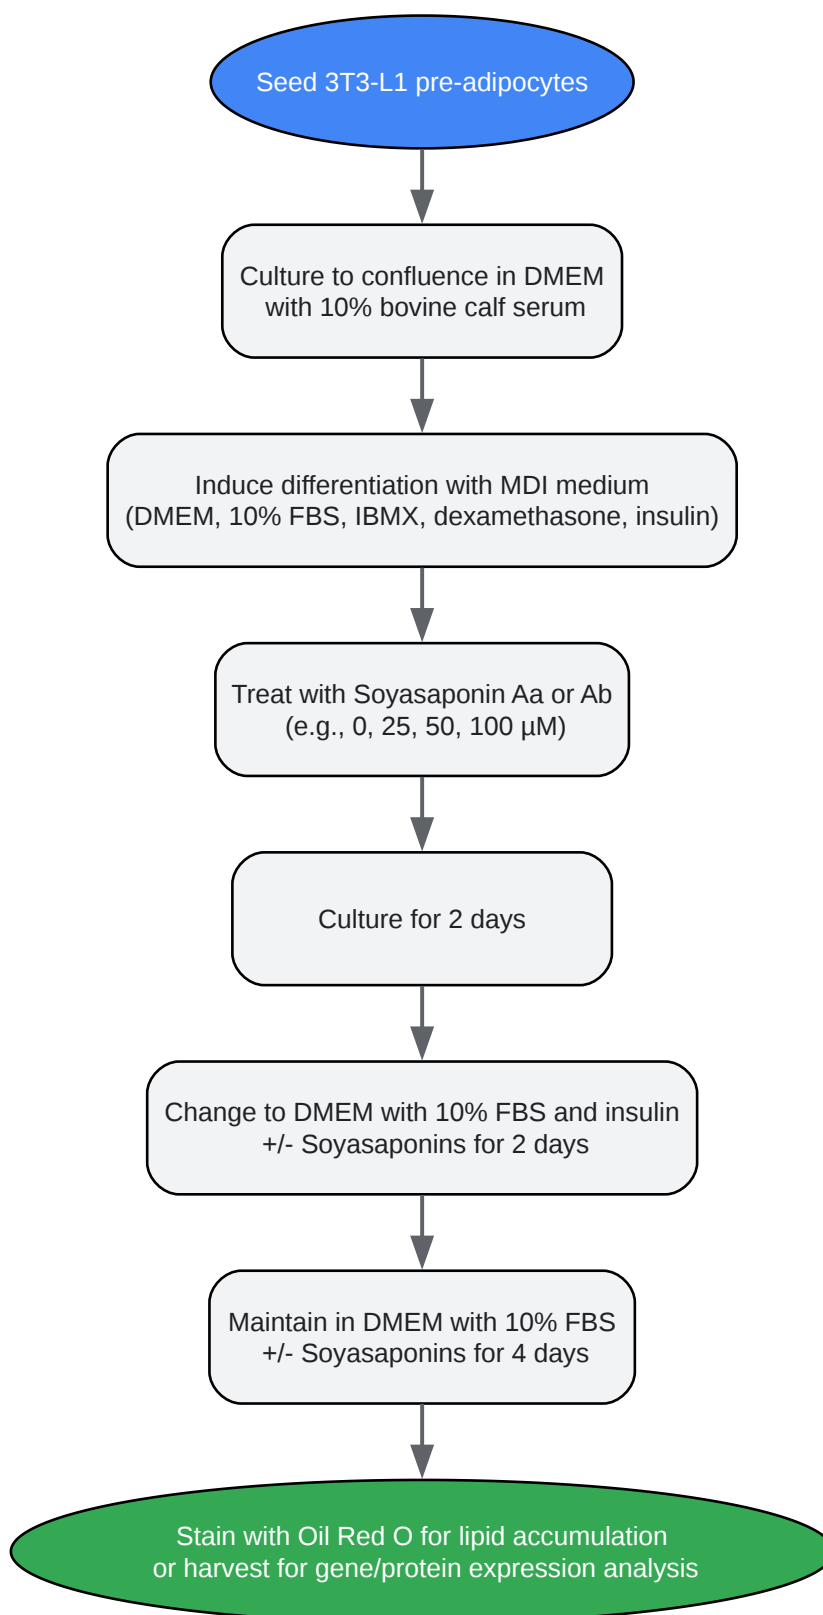 Seed 3T3-L1 pre-adipocytes
Culture to confluence in DMEM
with 10% bovine calf serum
Induce differentiation with MDI medium
(DMEM, 10% FBS, IBMX, dexamethasone, insulin)
Treat with Soyasaponin Aa or Ab
(e.g., 0, 25, 50, 100 µM)
Culture for 2 days
Change to DMEM with 10% FBS and insulin
+/- Soyasaponins for 2 days
Maintain in DMEM with 10% FBS
+/- Soyasaponins for 4 days
Stain with Oil Red O for lipid accumulation
or harvest for gene/protein expression analysis